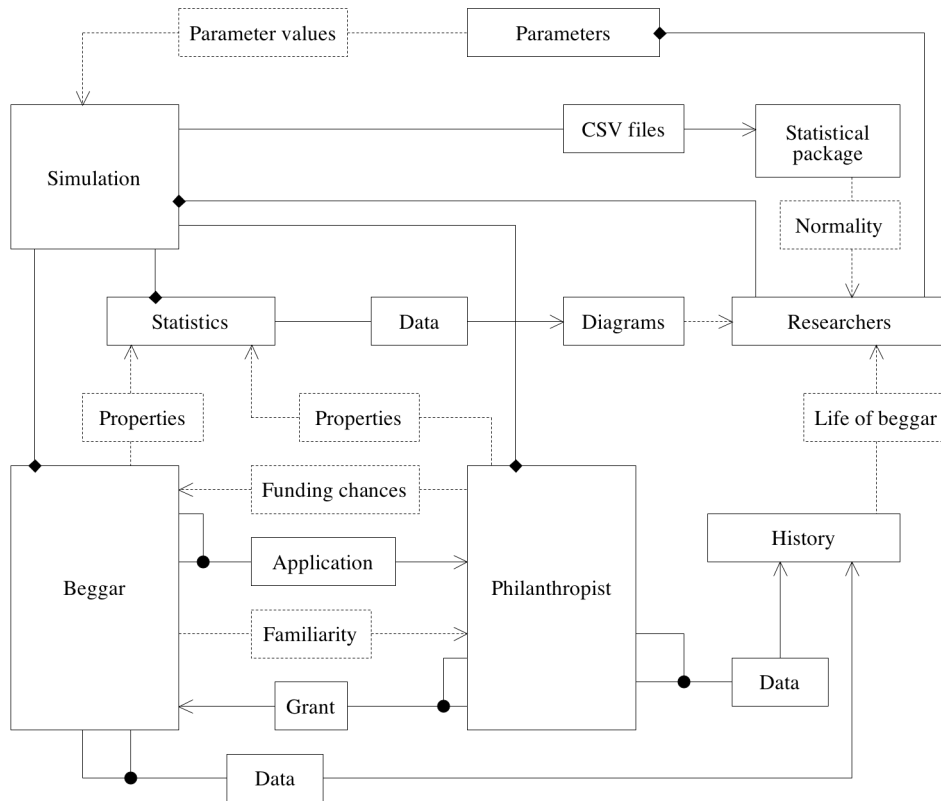 Parameter values
Parameters
CSV files
Statistical
package
Simulation
Normality
Statistics
Data
Diagrams
Researchers
Properties
Properties
Life of beggar
Funding chances
History
Application
Beggar
Philanthropist
Familiarity
Data
Grant
Data